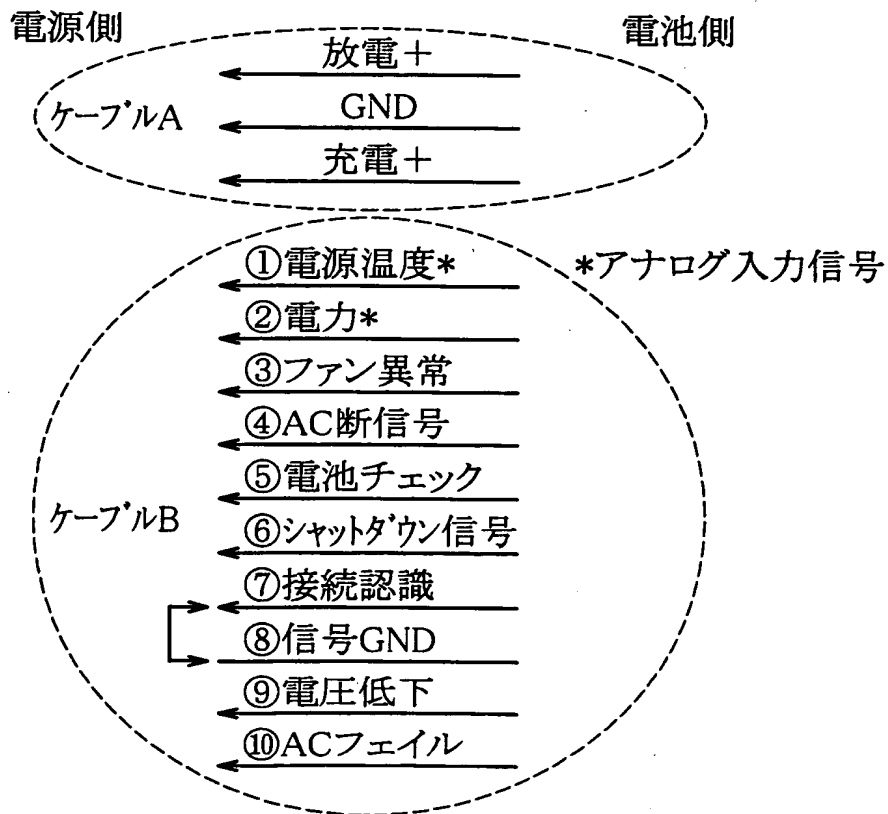 電源側
電池側
放電＋
ケーブルA
GND
充電＋
①電源温度*
*アナログ入力信号
②電力*
③ファン異常
④AC断信号
⑤電池チェック
ケーブルB
⑥シャットダウン信号
⑦接続認識
⑧信号GND
⑨電圧低下
⑩ACフェイル